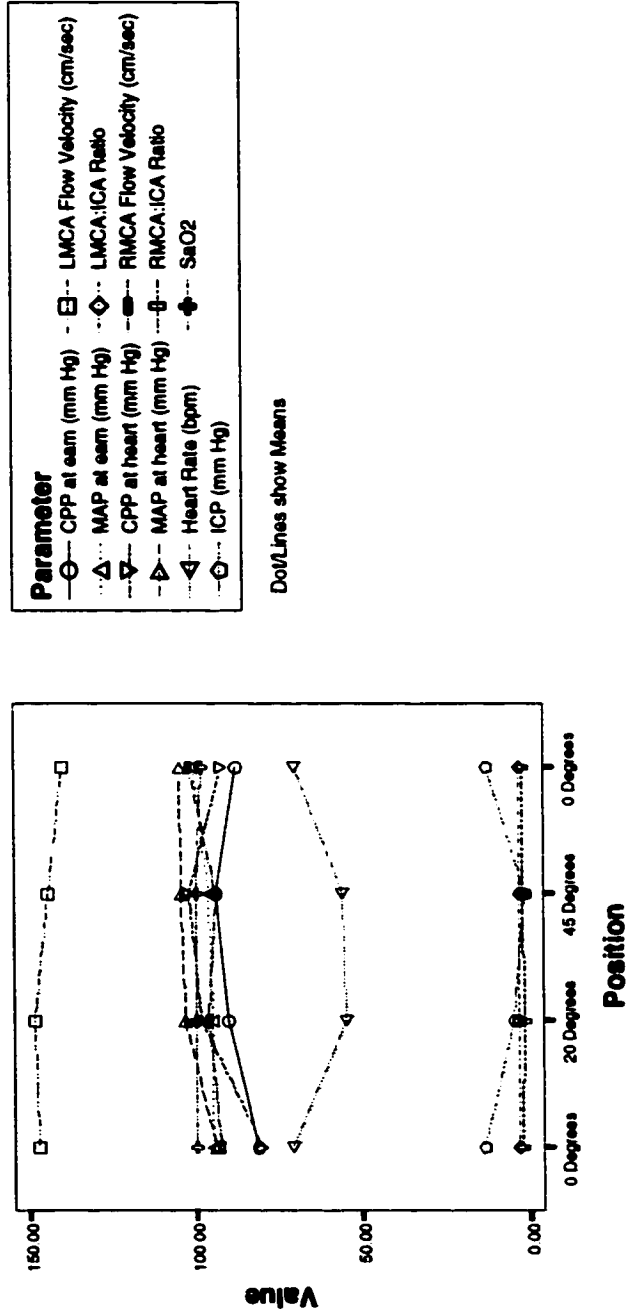 Parameter
CPP at eam (mm Hg)
MAP at eam (mm Hg)
CPP at heart (mm Hg)
MAP at heart (mm Hg)
Heart Rate (bpm)
ICP (mm Hg)
LMCA Flow Velocity (cm/sec)
LMCA:ICA Ratio
RMCA Flow Velocity (cm/sec)
RMCA:ICA Ratio
SaO2
Dot/Lines show Means
Value
150.00
100.00
50.00
0.00
0 Degrees
20 Degrees
45 Degrees
0 Degrees
Position